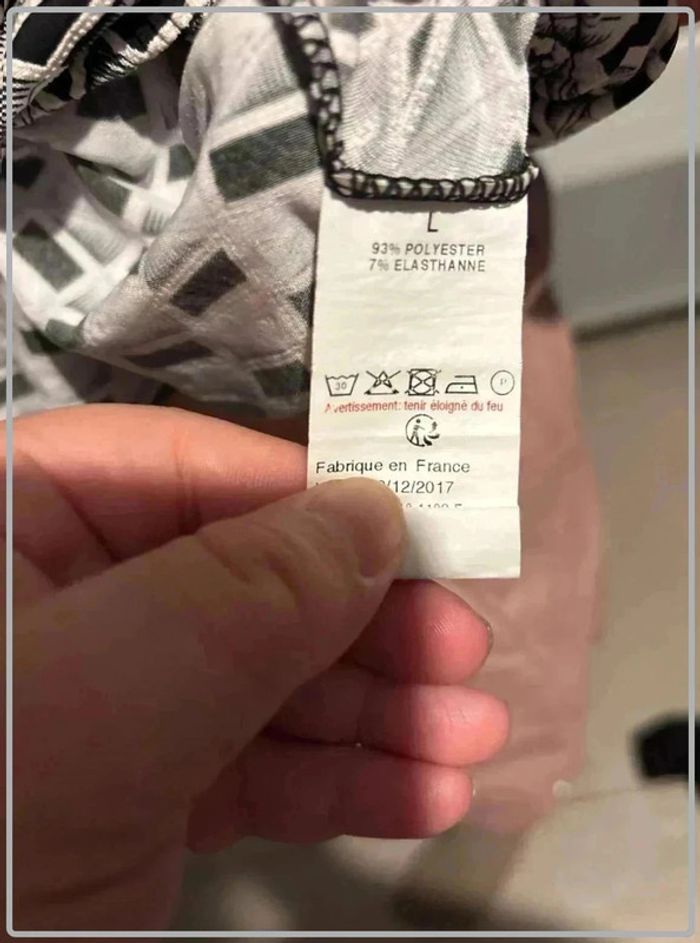 L
93% POLYESTER
7% ELASTHANNE
30
P
Avertissement: tenir éloigné du feu
Fabrique en France
/12/2017